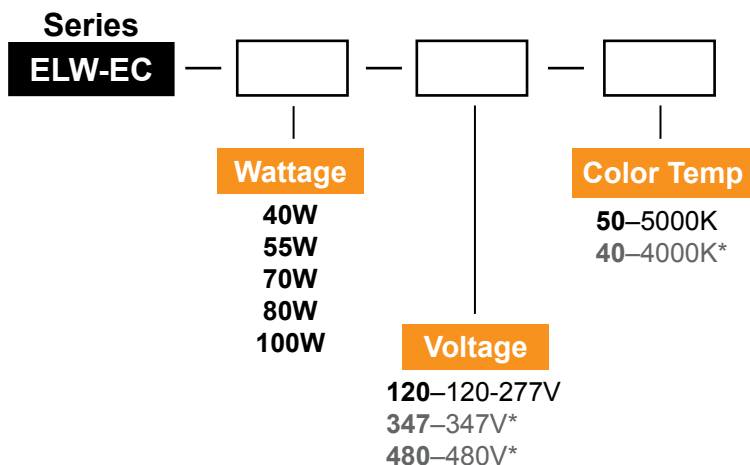 Series
ELW-EC
Wattage
40W
55W
70W
80W
100W
Voltage
120–120-277V
347–347V*
480–480V*
Color Temp
50–5000K
40–4000K*